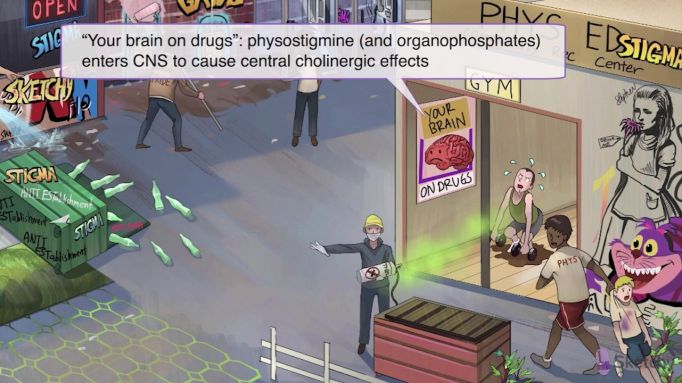 OPEN
STIGMA
“Your brain on drugs”: physostigmine (and organophosphates)
enters CNS to cause central cholinergic effects
PHYS ED STIGMA
Rec Center
GYM
YOUR
BRAIN
ON DRUGS
SKETCHY
STIGMA
ANTI EStablishment
STIGMA
ANTI
EStablishment
ANTI
EStablishment
Stephen
PHYS